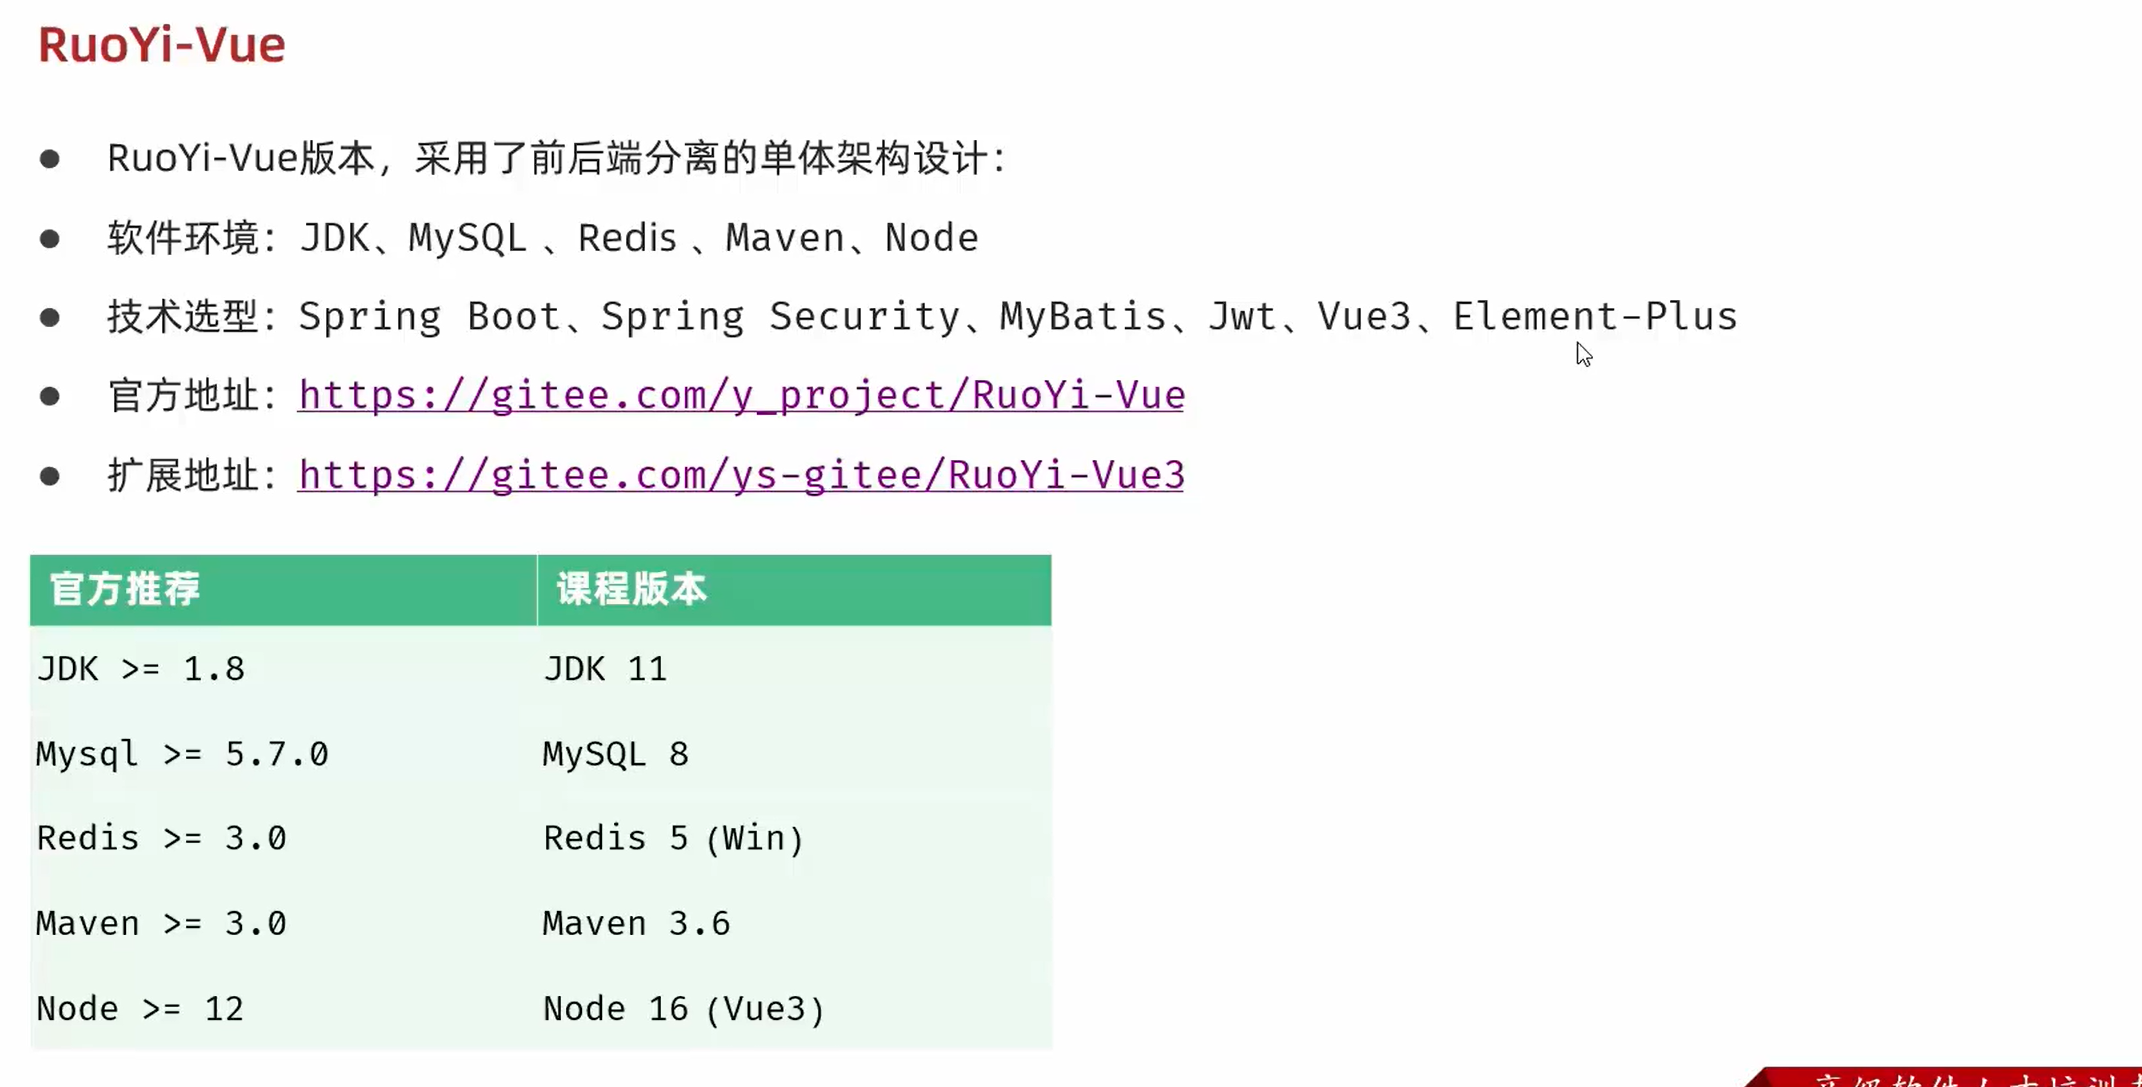 RuoYi-Vue
● RuoYi-Vue版本，采用了前后端分离的单体架构设计：
● 软件环境：JDK、MySQL 、Redis 、Maven、Node
● 技术选型：Spring Boot、Spring Security、MyBatis、Jwt、Vue3、Element-Plus
● 官方地址：https://gitee.com/y_project/RuoYi-Vue
● 扩展地址：https://gitee.com/ys-gitee/RuoYi-Vue3
官方推荐 课程版本
JDK >= 1.8 JDK 11
Mysql >= 5.7.0 MySQL 8
Redis >= 3.0 Redis 5（Win）
Maven >= 3.0 Maven 3.6
Node >= 12 Node 16（Vue3）